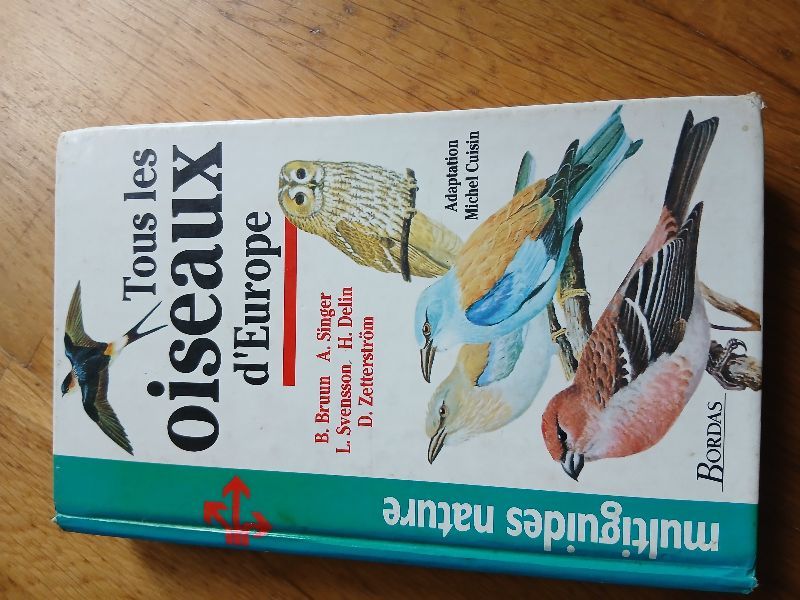 Tous les
oiseaux
d'Europe
B. Bruun A. Singer
L. Svensson H. Delin
D. Zetterström
Adaptation
Michel Cuisin
BORDAS
multiguides nature